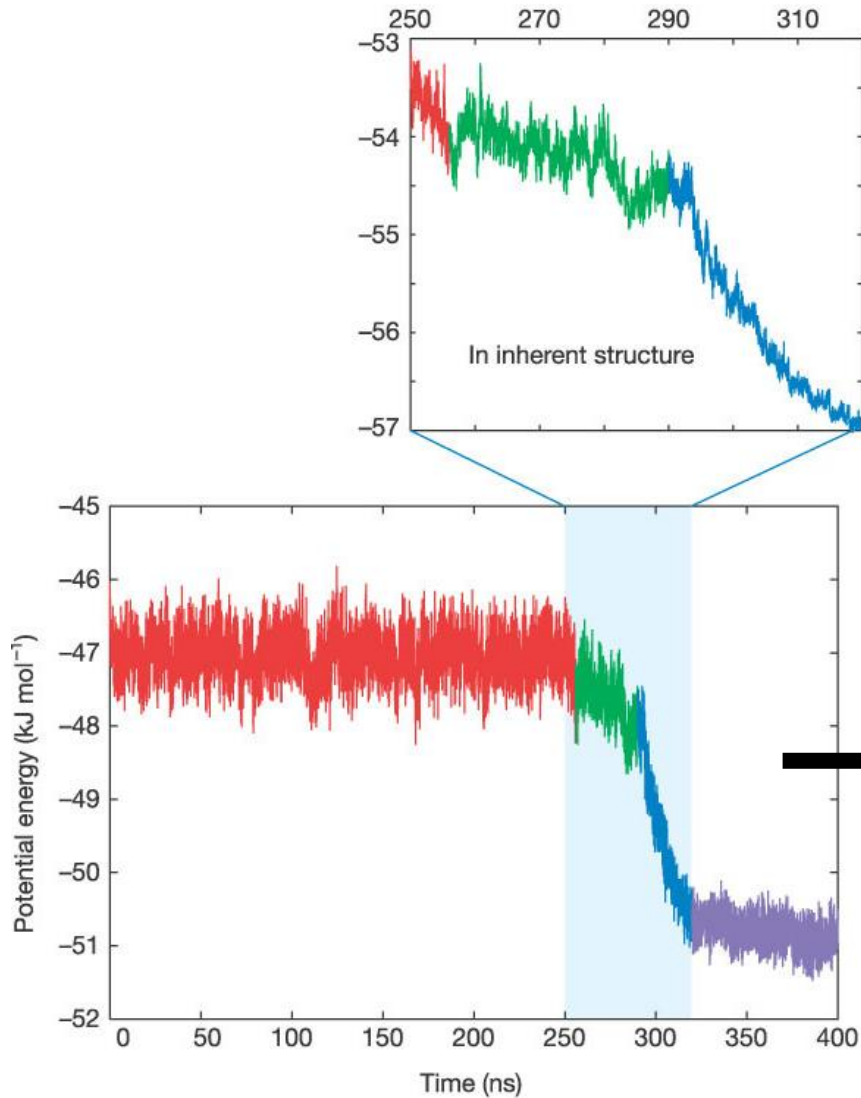 250 270 290 310
−53
−54
−55
−56
In inherent structure
−57
−45
−46
−47
−48
−49
−50
−51
−52
Potential energy (kJ mol⁻¹)
0 50 100 150 200 250 300 350 400
Time (ns)